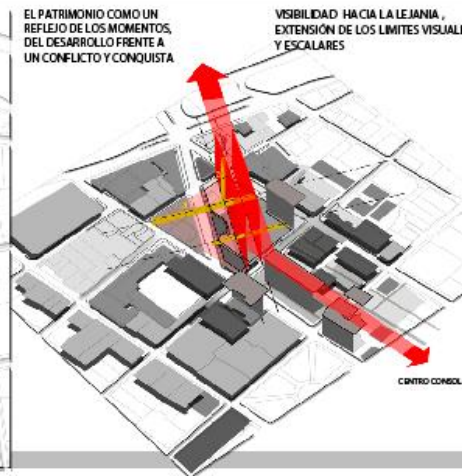 EL PATRIMONIO COMO UN
REFLEJO DE LOS MOMENTOS,
DEL DESARROLLO FRENTE A
UN CONFLICTO Y CONQUISTA
VISIBILIDAD HACIA LA LEJANIA ,
EXTENSIÓN DE LOS LIMITES VISUALE
Y ESCALARES
CENTRO CONSOL